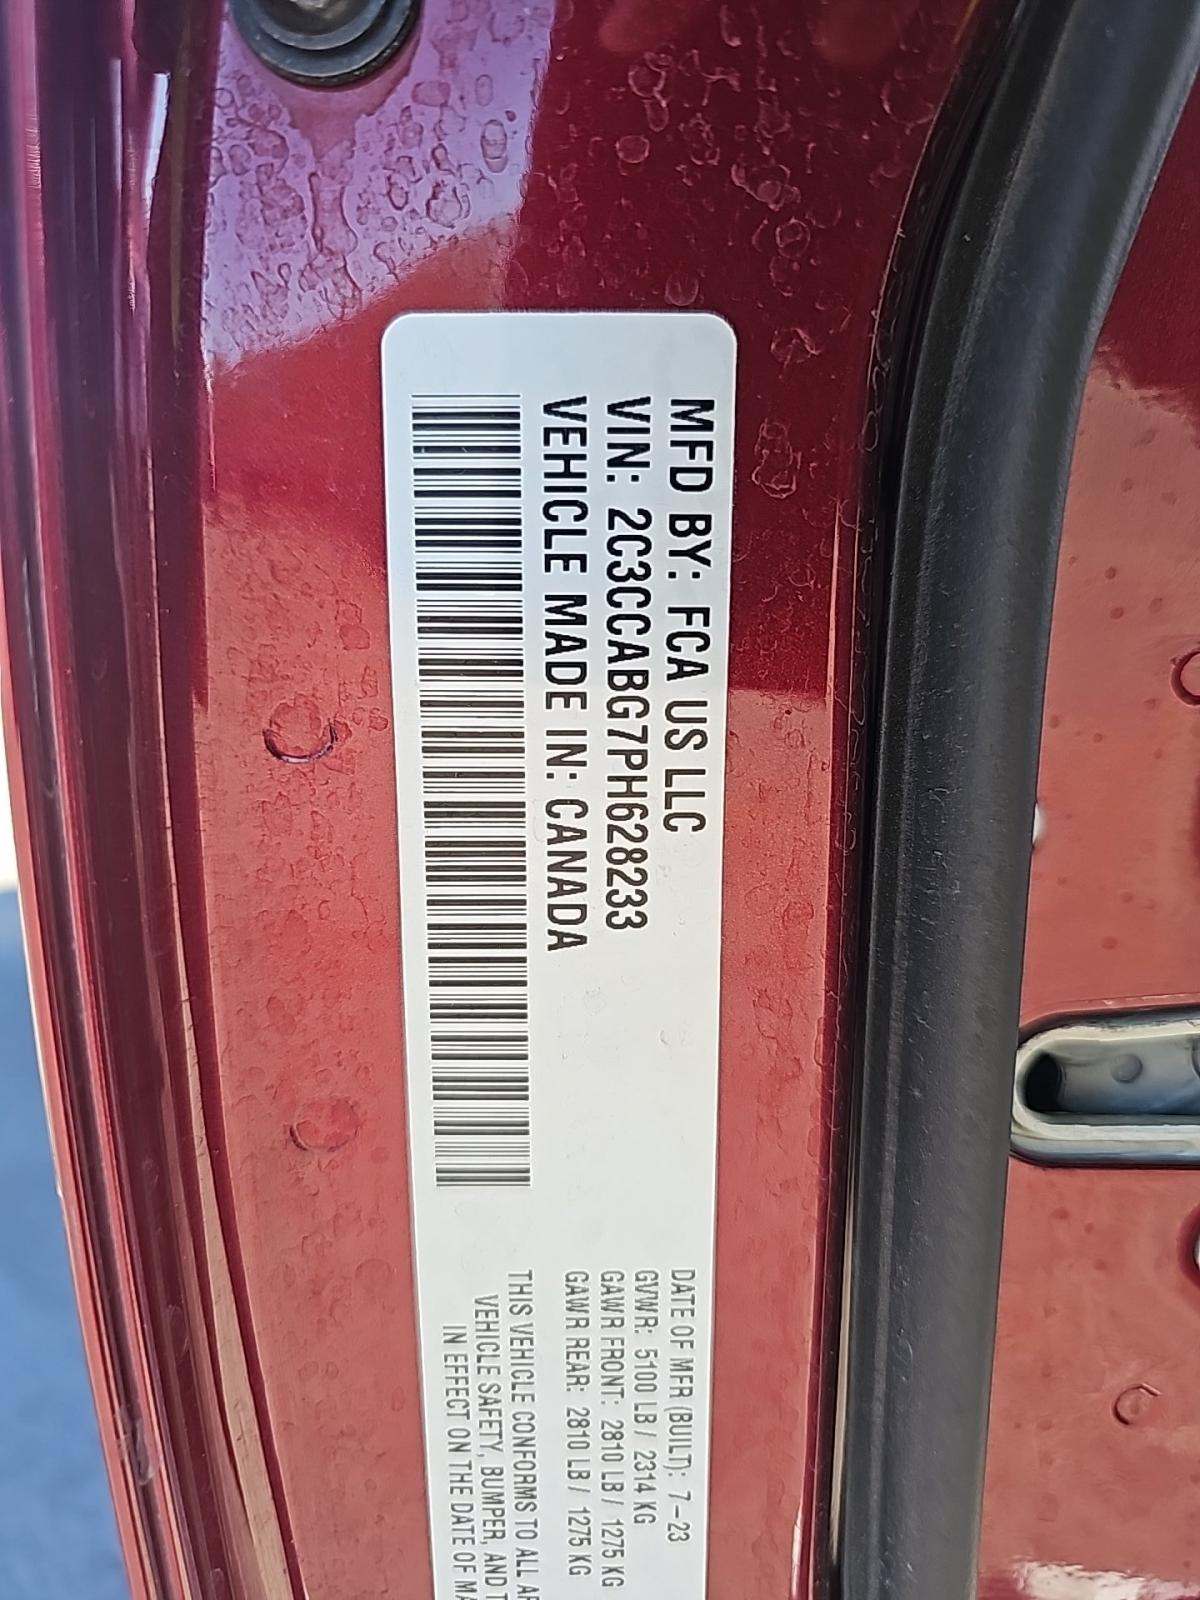 MFD BY: FCA US LLC
VIN: 2C3CCABG7PH628233
VEHICLE MADE IN: CANADA
DATE OF MFR (BUILT): 7-23
GVWR: 5100 LB / 2314 KG
GAWR FRONT: 2810 LB / 1275 KG
GAWR REAR: 2810 LB / 1275 KG
THIS VEHICLE CONFORMS TO ALL
VEHICLE SAFETY, BUMPER, AND
IN EFFECT ON THE DATE OF